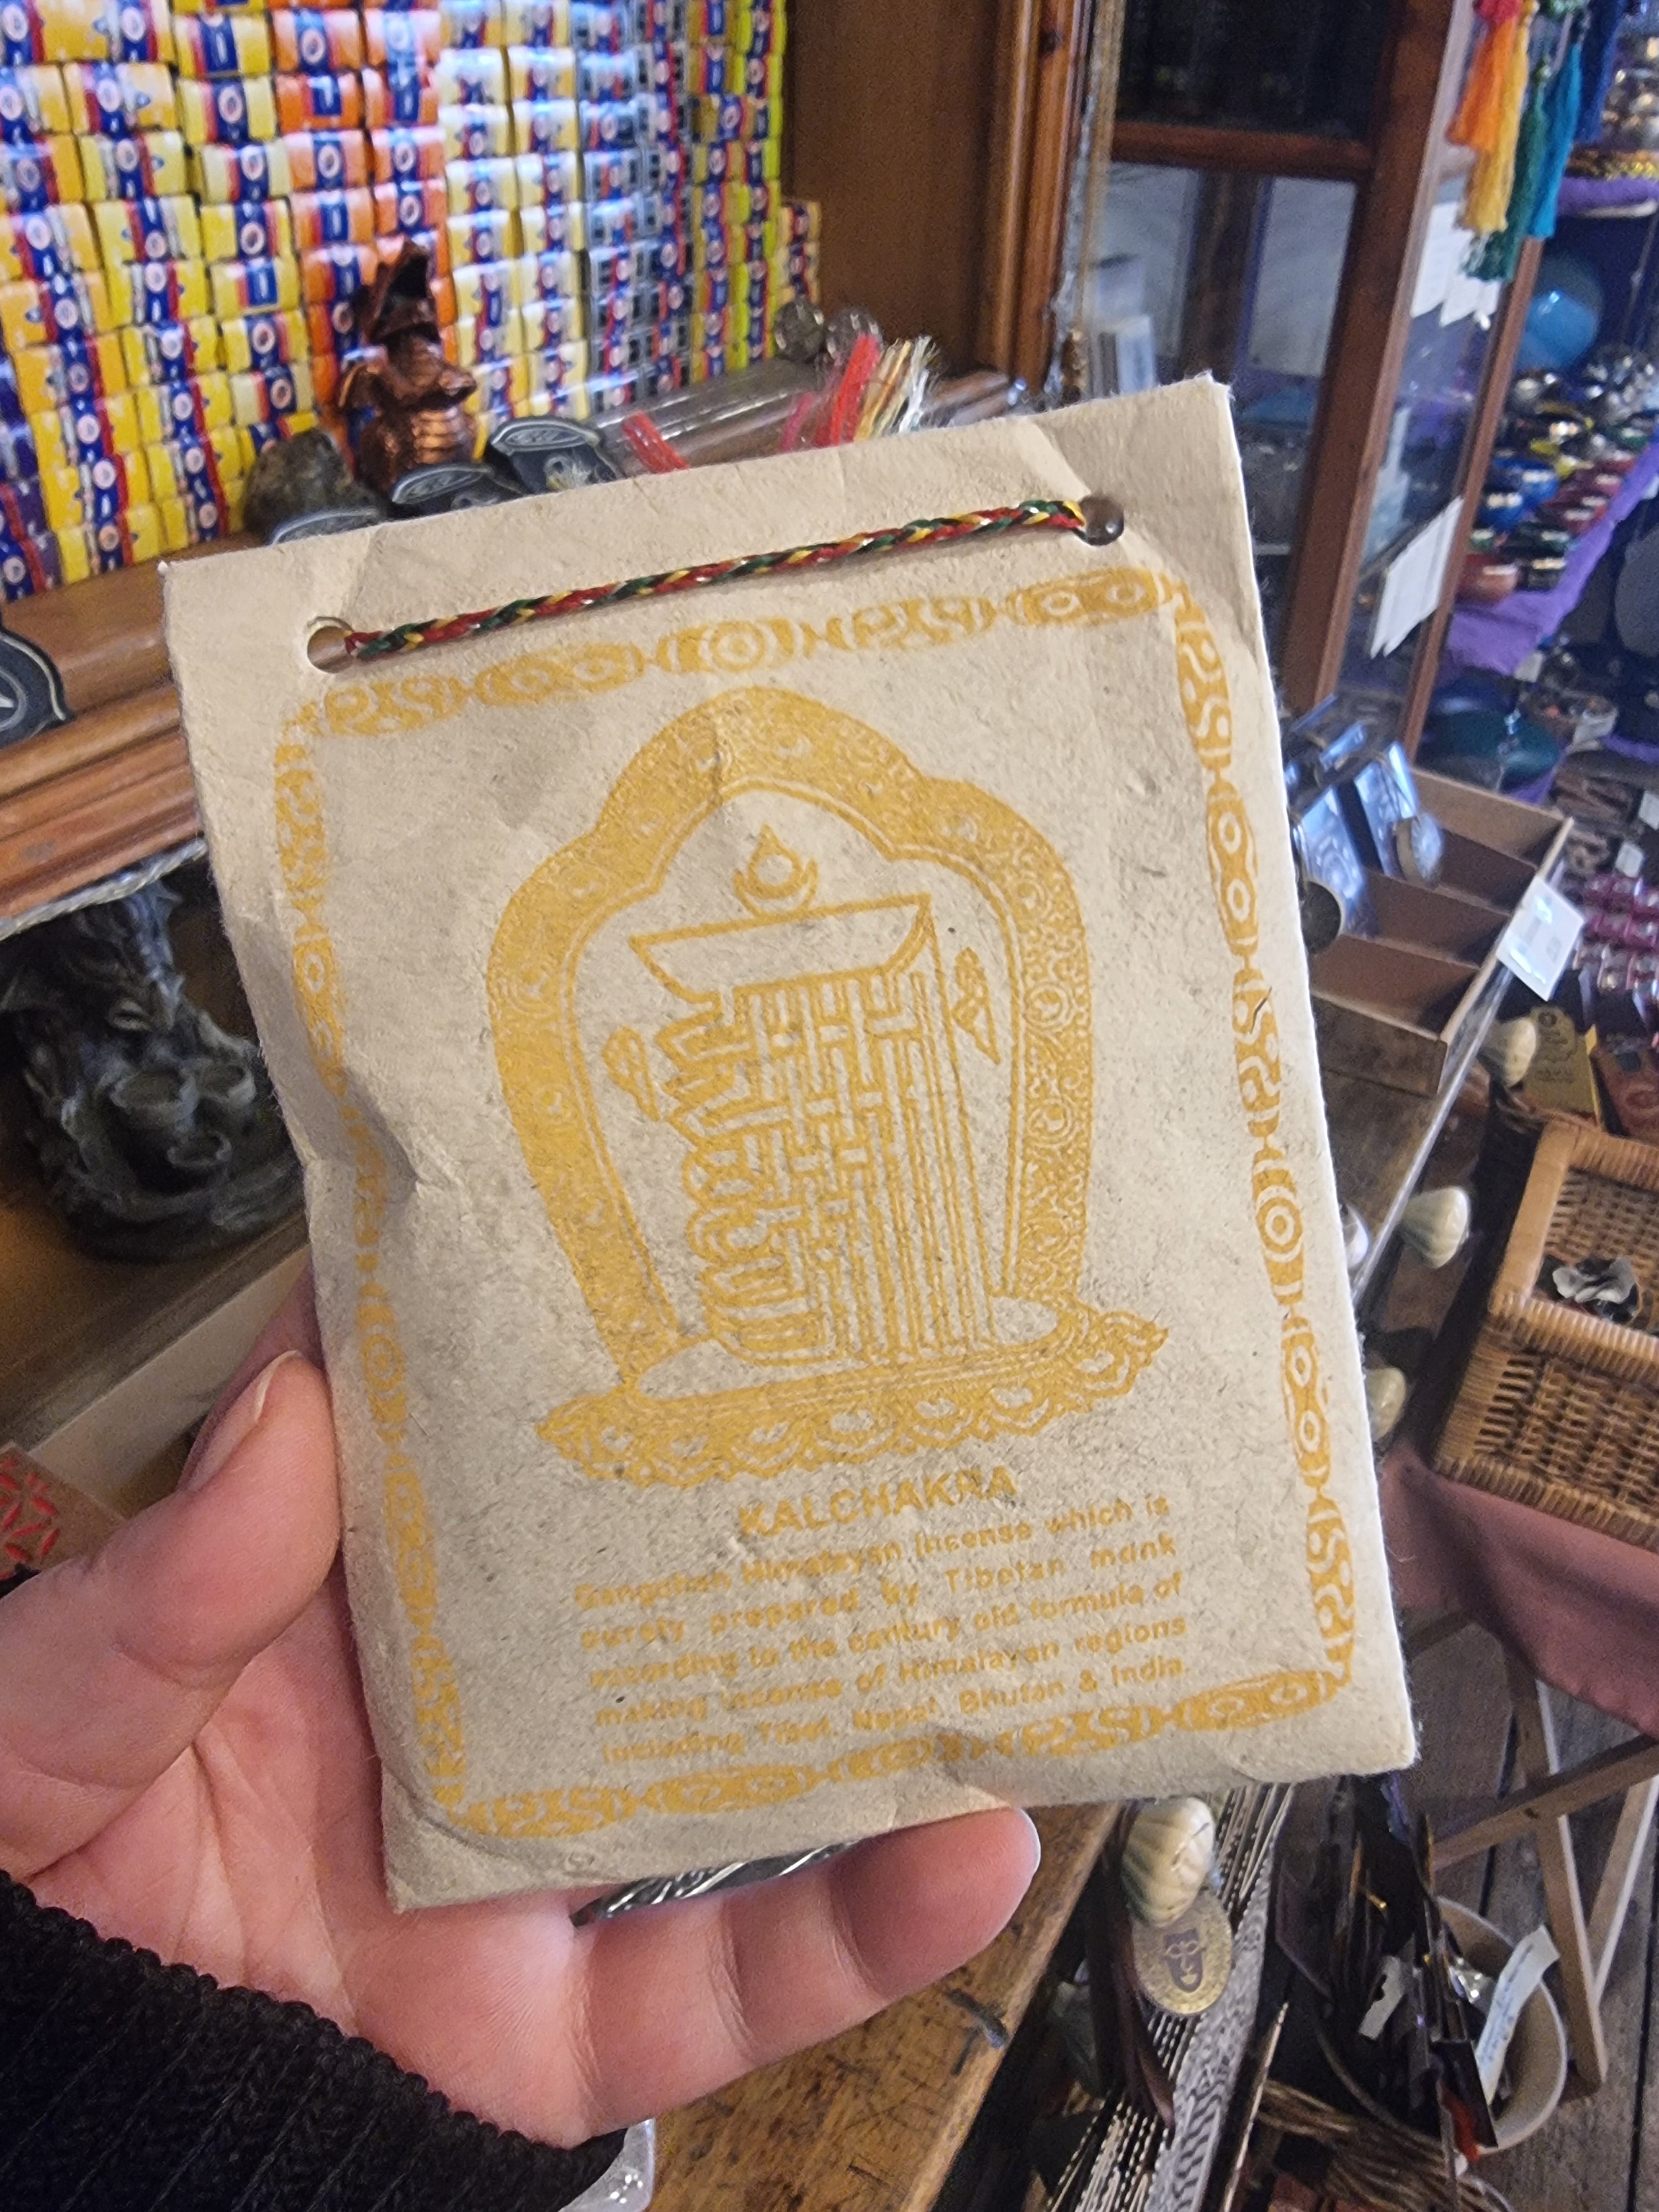 KALCHAKRA
Himalayan Incense which is
purely prepared by Tibetan monk
according to the century old formula of
making incense of Himalayan regions
including Tibet, Nepal, Bhutan & India.